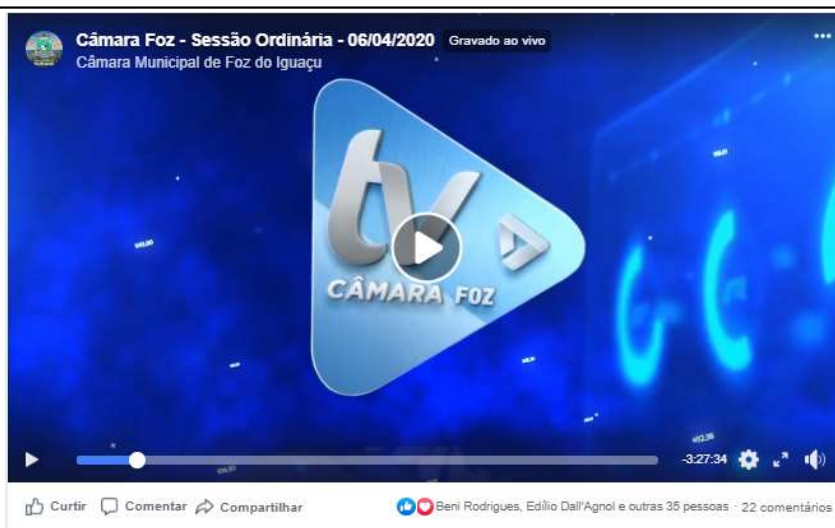 Câmara Foz - Sessão Ordinária - 06/04/2020 Gravado ao vivo
Câmara Municipal de Foz do Iguaçu
tv
CÂMARA FOZ
-3:27:34
Curtir Comentar Compartilhar Beni Rodrigues, Edílio Dall'Agnol e outras 35 pessoas · 22 comentários